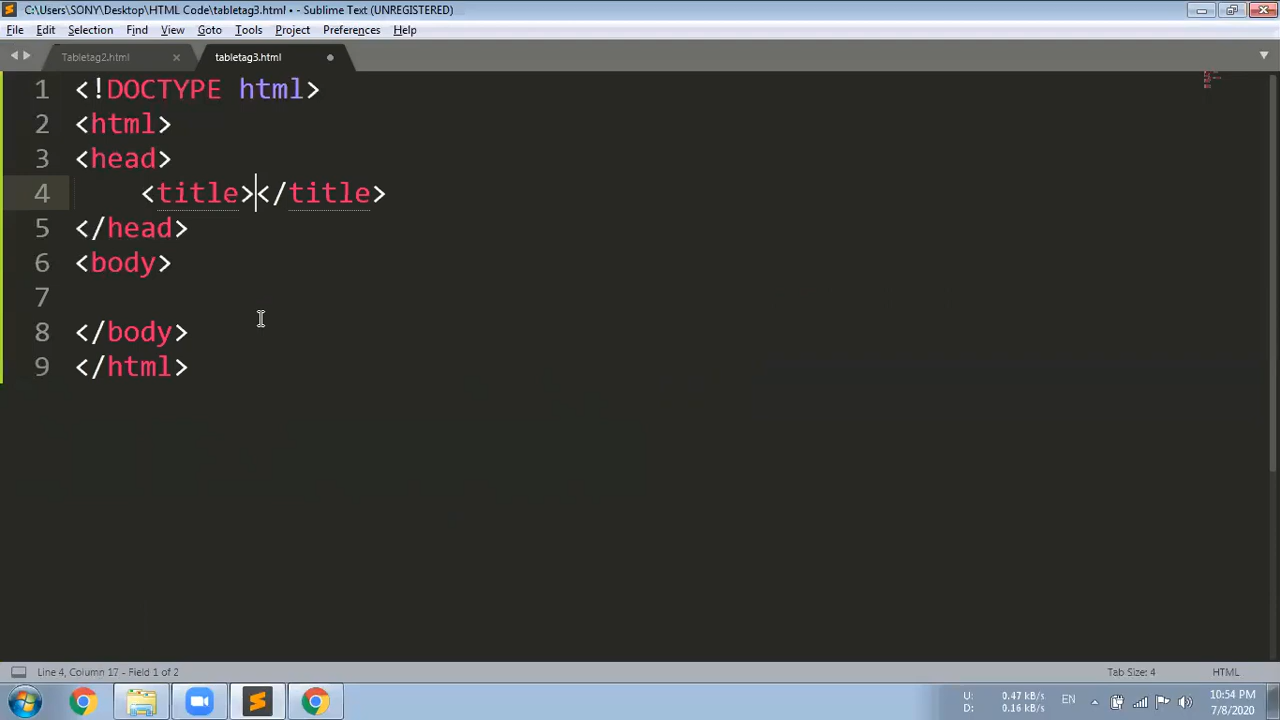 C:\Users\SONY\Desktop\HTML Code\tabletag3.html • - Sublime Text (UNREGISTERED)
File Edit Selection Find View Goto Tools Project Preferences Help
Tabletag2.html tabletag3.html
1 <!DOCTYPE html>
2 <html>
3 <head>
4 <title></title>
5 </head>
6 <body>
7
8 </body>
9 </html>
Line 4, Column 17 - Field 1 of 2 Tab Size: 4 HTML
U: 0.47 kB/s
D: 0.16 kB/s
EN
10:54 PM
7/8/2020